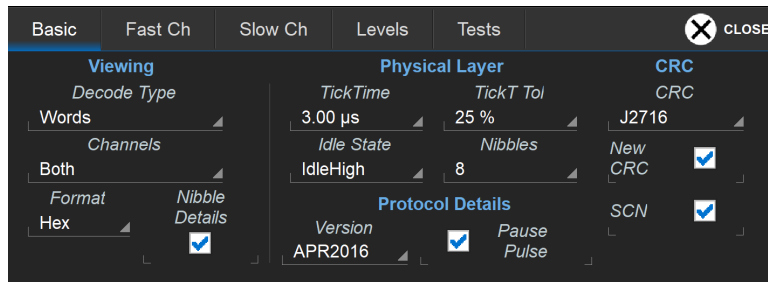 Basic Fast Ch Slow Ch Levels Tests CLOSE
Viewing Physical Layer CRC
Decode Type TickTime TickT Tol CRC
Words 3.00 µs 25 % J2716
Channels Idle State Nibbles New
CRC
Both IdleHigh 8
Format Nibble
Details Protocol Details SCN
Hex Version Pause
Pulse
APR2016